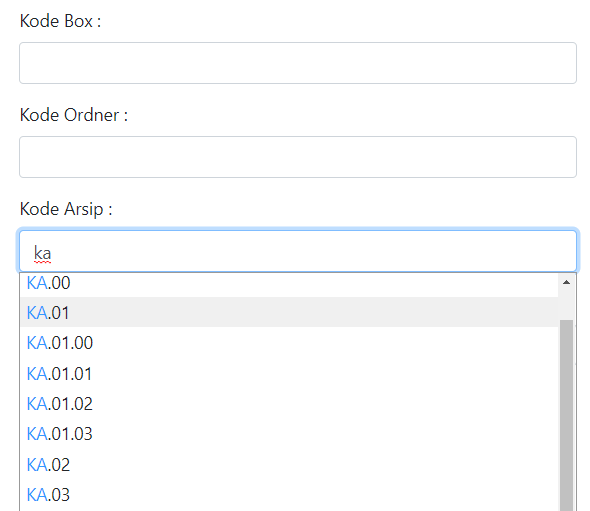 Kode Box :
Kode Ordner :
Kode Arsip :
ka
KA.00
KA.01
KA.01.00
KA.01.01
KA.01.02
KA.01.03
KA.02
KA.03